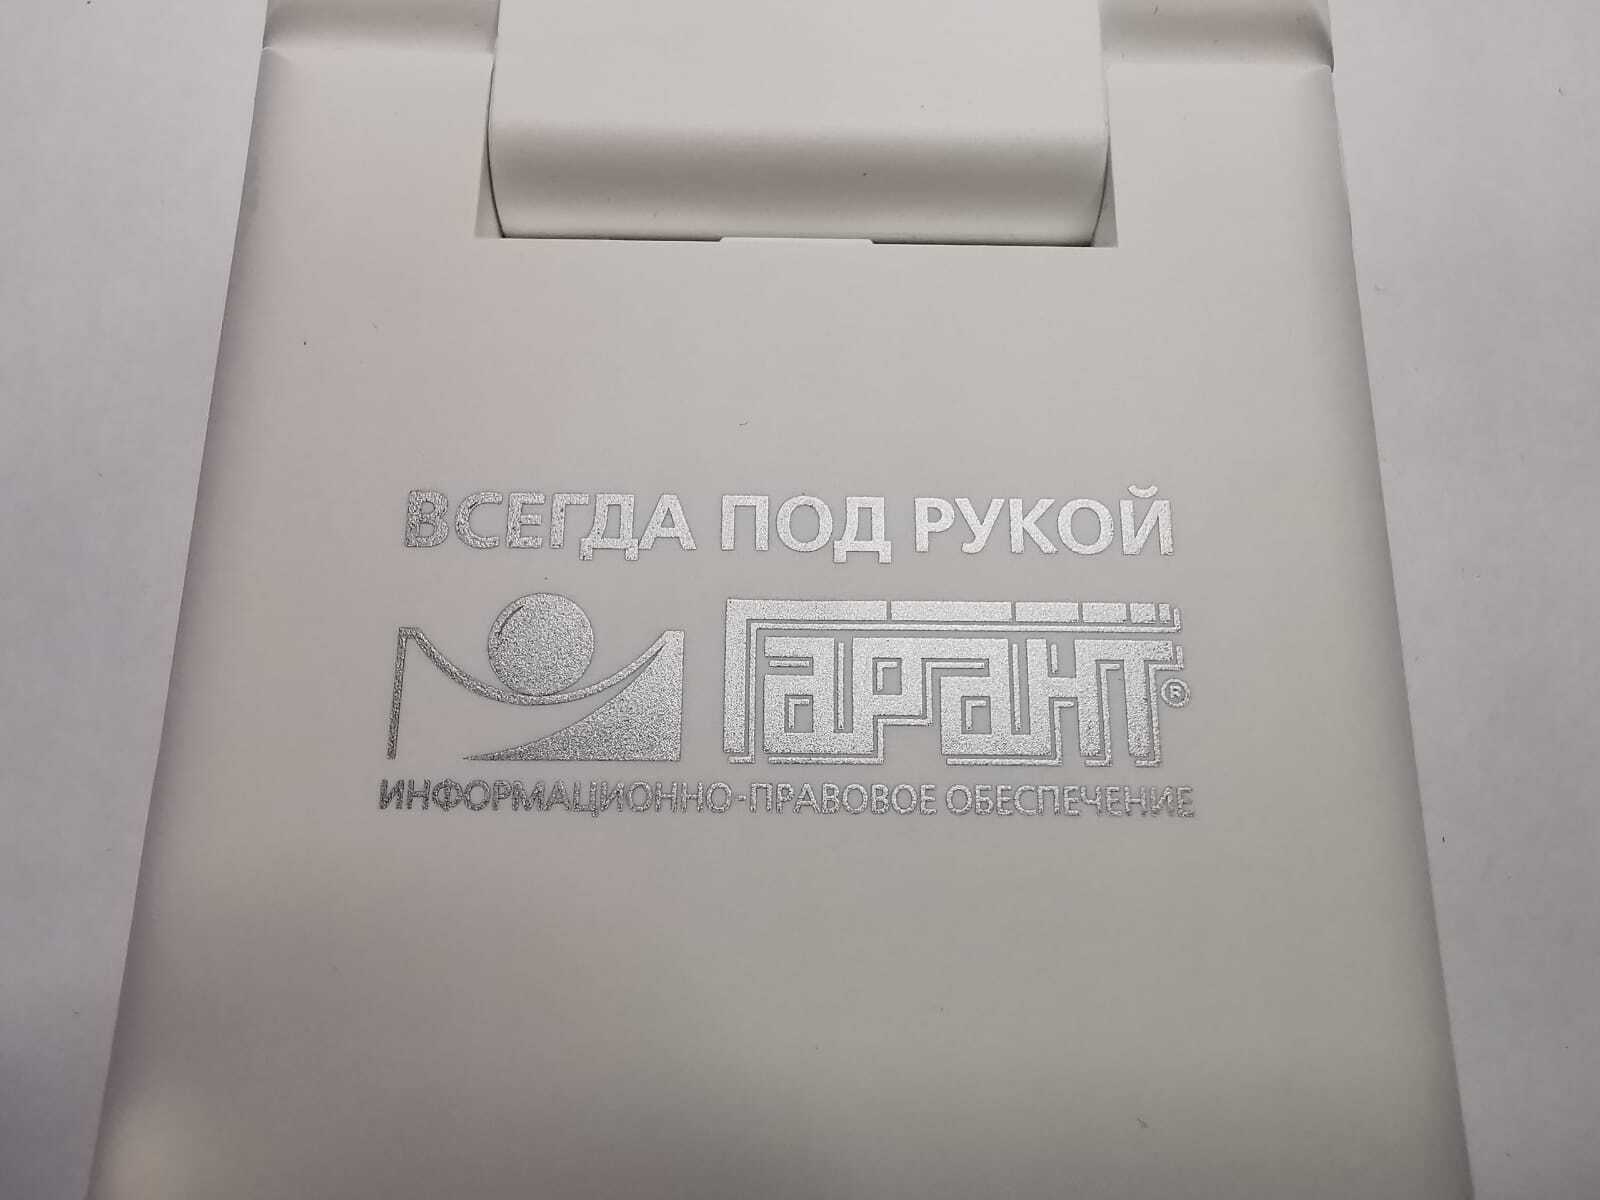 ВСЕГДА ПОД РУКОЙ
ГАРАНТ®
ИНФОРМАЦИОННО-ПРАВОВОЕ ОБЕСПЕЧЕНИЕ